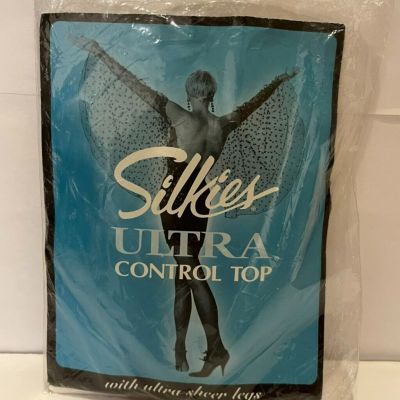 Silkies
ULTRA
CONTROL TOP
with ultra sheer legs